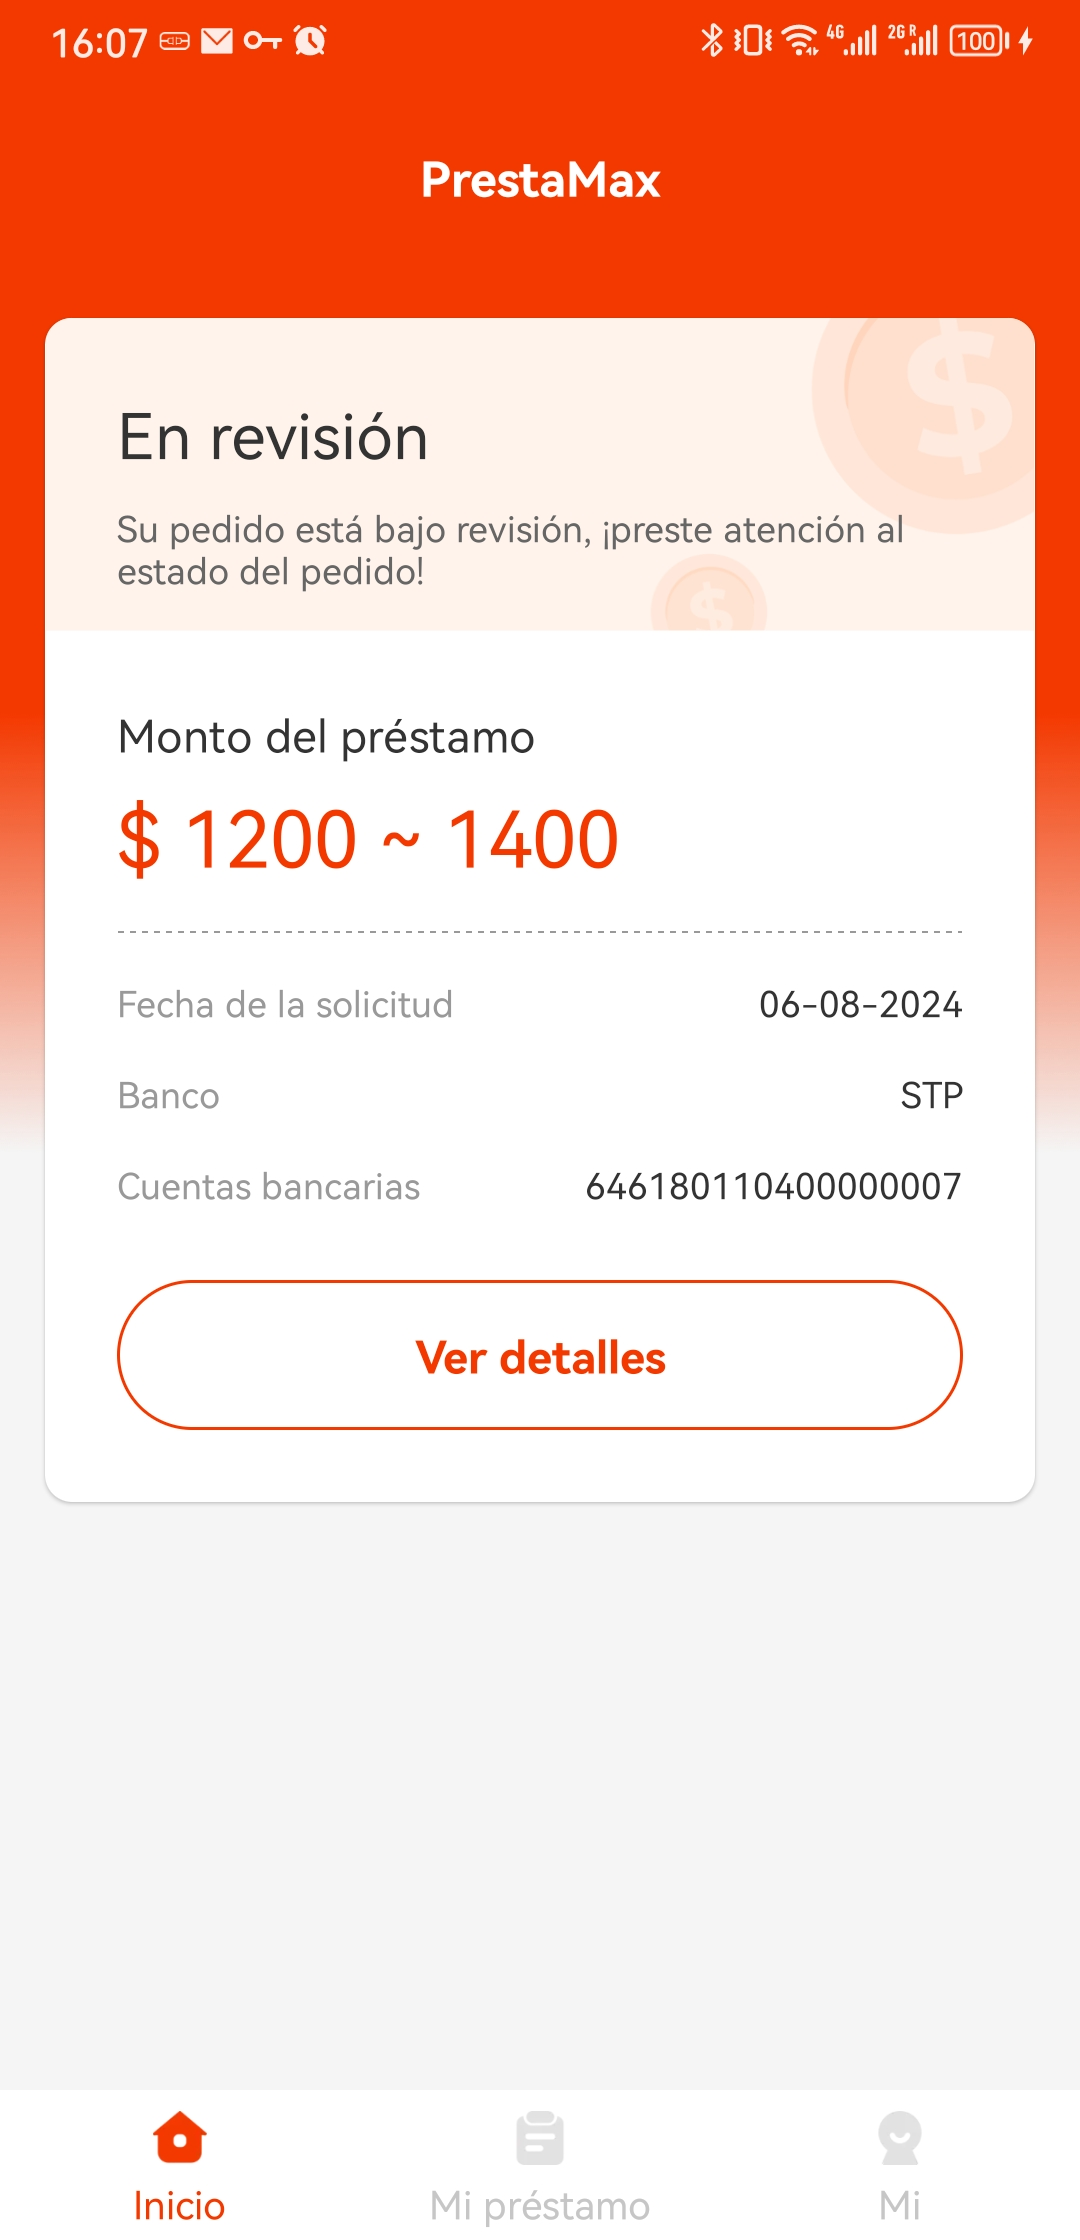 16:07
4G
2G R
100
PrestaMax
En revisión
Su pedido está bajo revisión, ¡preste atención al
estado del pedido!
Monto del préstamo
$ 1200 ~ 1400
Fecha de la solicitud 06-08-2024
Banco STP
Cuentas bancarias 646180110400000007
Ver detalles
Inicio
Mi préstamo
Mi